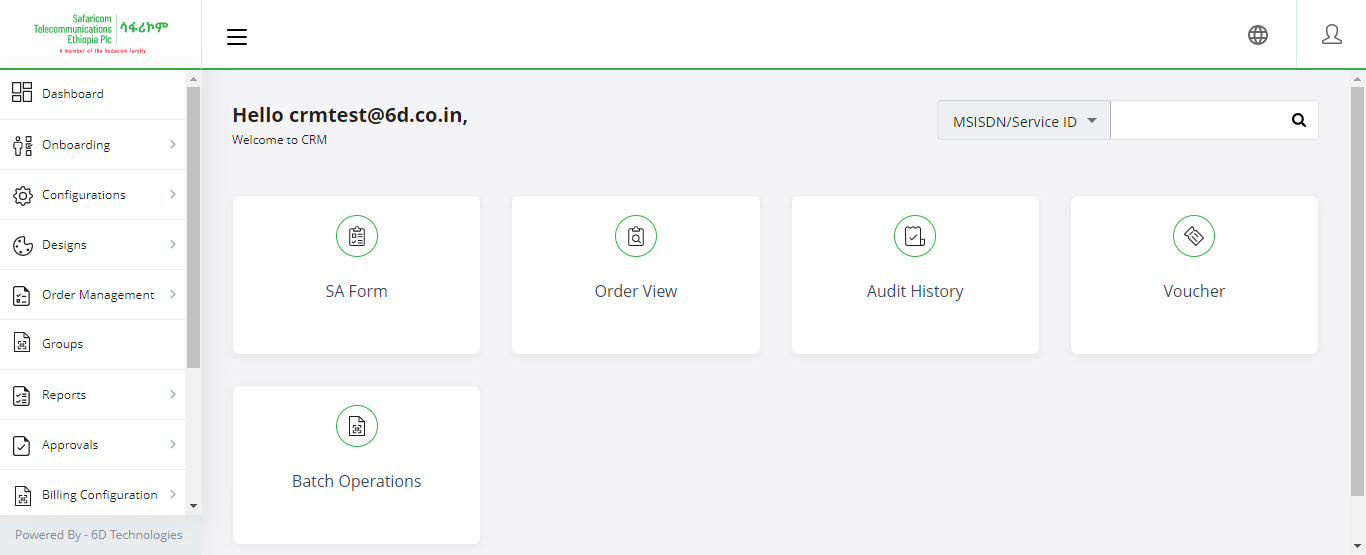 Safaricom
Telecommunications
Ethiopia Plc
ሳፋሪኮም
A member of the Vodacom family
Hello crmtest@6d.co.in,
Welcome to CRM
MSISDN/Service ID
Dashboard
Onboarding
Configurations
Designs
Order Management
Groups
Reports
Approvals
Billing Configuration
Powered By - 6D Technologies
SA Form
Order View
Audit History
Voucher
Batch Operations